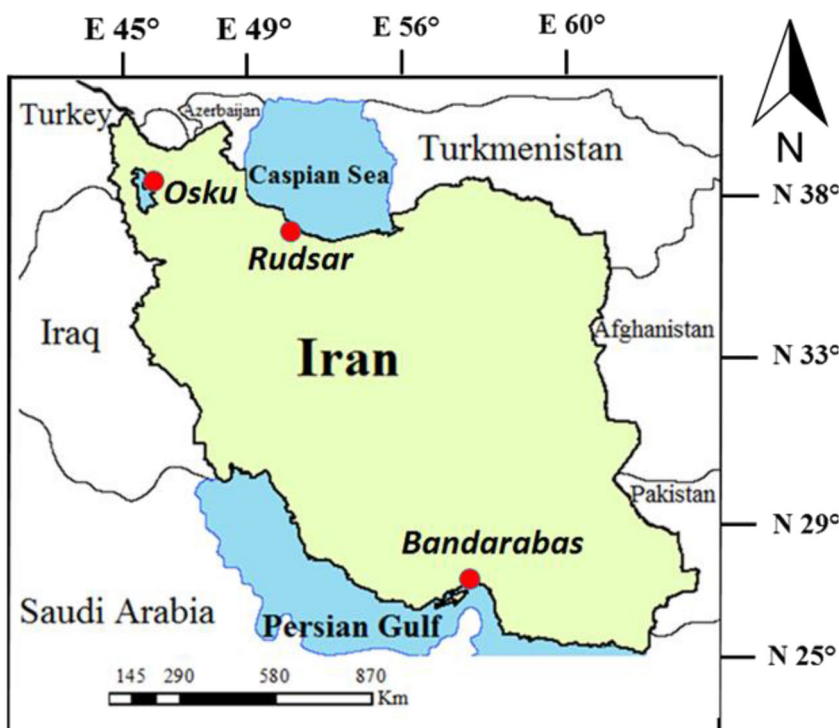 E 45° E 49° E 56° E 60°
Turkey
Azerbaijan
Turkmenistan
Caspian Sea
N
Osku
N 38°
Rudsar
Iraq
Iran
Afghanistan
N 33°
Pakistan
N 29°
Bandarabas
Saudi Arabia
Persian Gulf
N 25°
145 290 580 870
Km